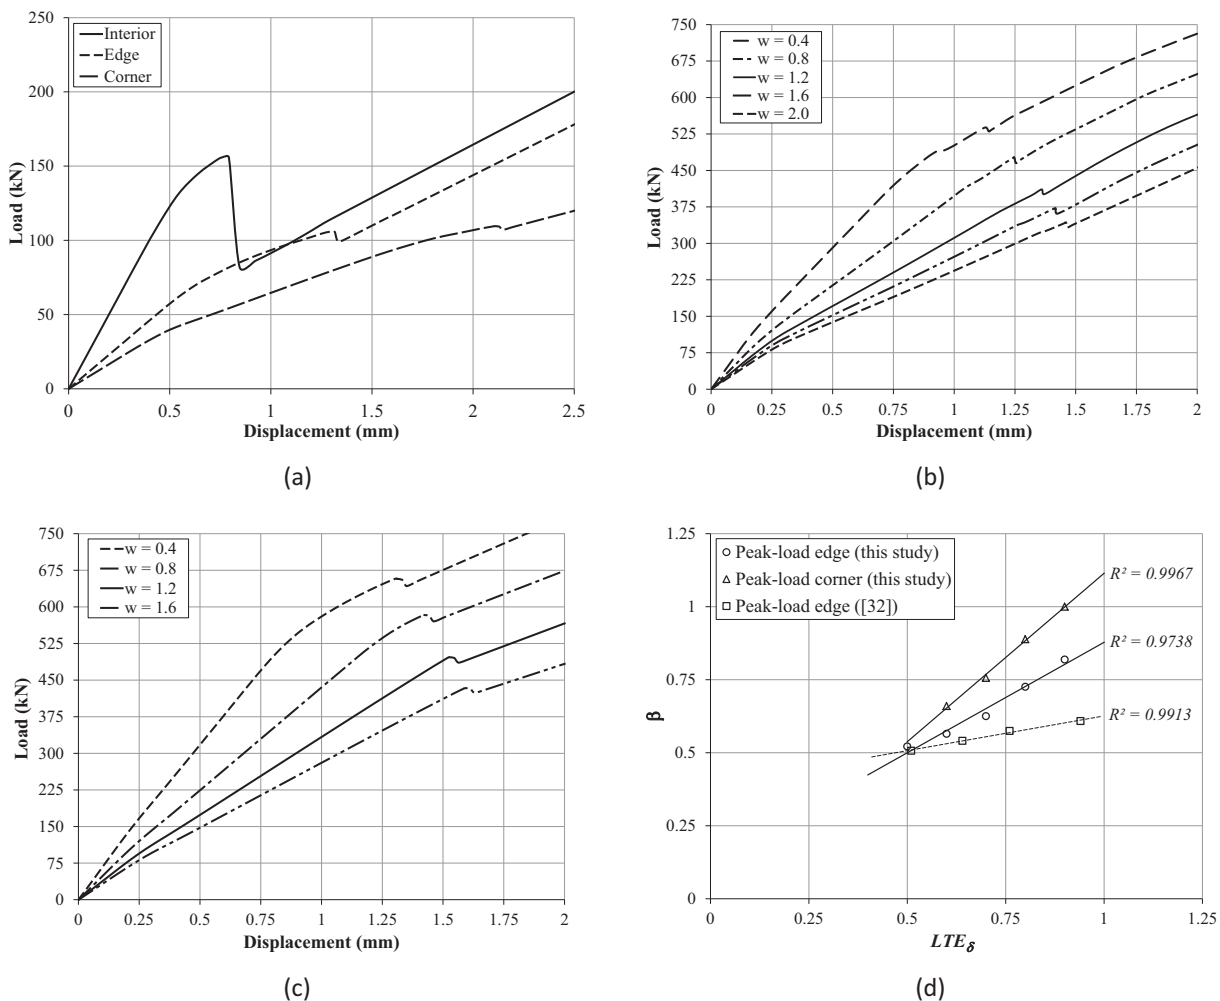 250
200
150
100
50
0
Load (kN)
Interior
Edge
Corner
0 0.5 1 1.5 2 2.5
Displacement (mm)
(a)
750
675
600
525
450
375
300
225
150
75
0
Load (kN)
w = 0.4
w = 0.8
w = 1.2
w = 1.6
w = 2.0
0 0.25 0.5 0.75 1 1.25 1.5 1.75 2
Displacement (mm)
(b)
750
675
600
525
450
375
300
225
150
75
0
Load (kN)
w = 0.4
w = 0.8
w = 1.2
w = 1.6
0 0.25 0.5 0.75 1 1.25 1.5 1.75 2
Displacement (mm)
(c)
1.25
1
0.75
0.5
0.25
0
β
Peak-load edge (this study)
Peak-load corner (this study)
Peak-load edge ([32])
R² = 0.9967
R² = 0.9738
R² = 0.9913
0 0.25 0.5 0.75 1 1.25
LTEδ
(d)